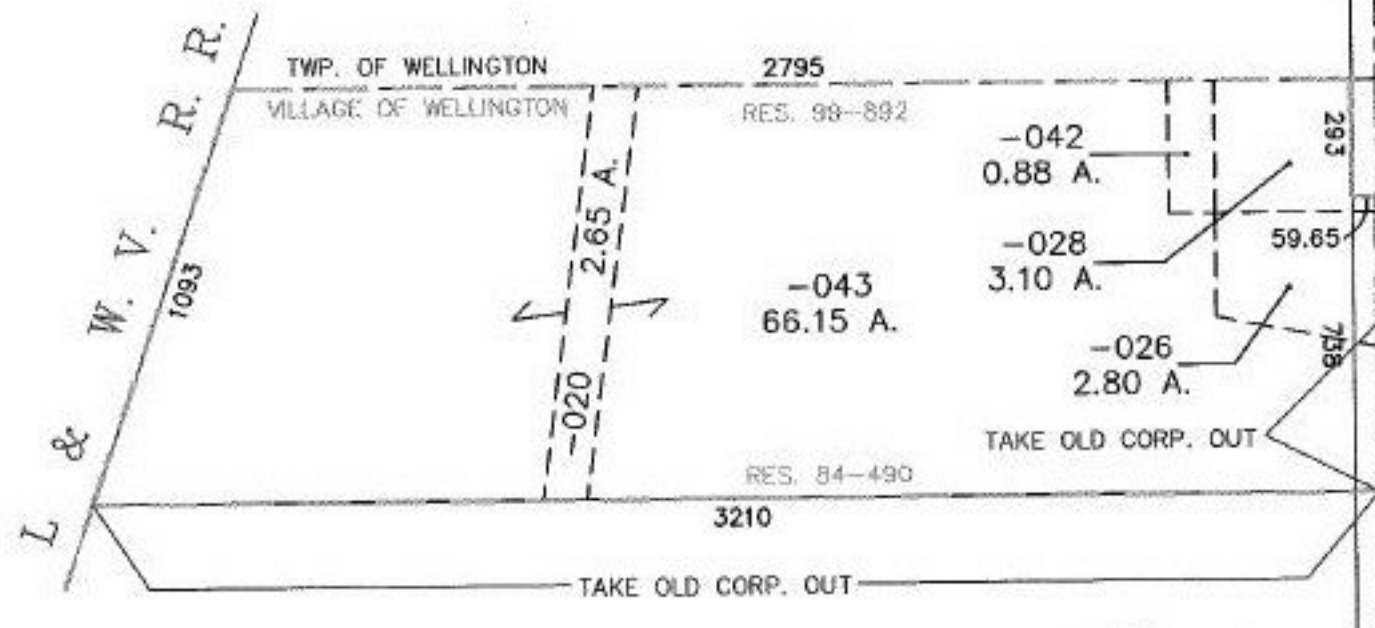 TWP. OF WELLINGTON
2795
VILLAGE OF WELLINGTON
RES. 99-892
L & W. V. R. R.
1093
-020 2.65 A.
-043
66.15 A.
-042
0.88 A.
-028
3.10 A.
-026
2.80 A.
293
59.65
738
TAKE OLD CORP. OUT
RES. 84-490
3210
TAKE OLD CORP. OUT